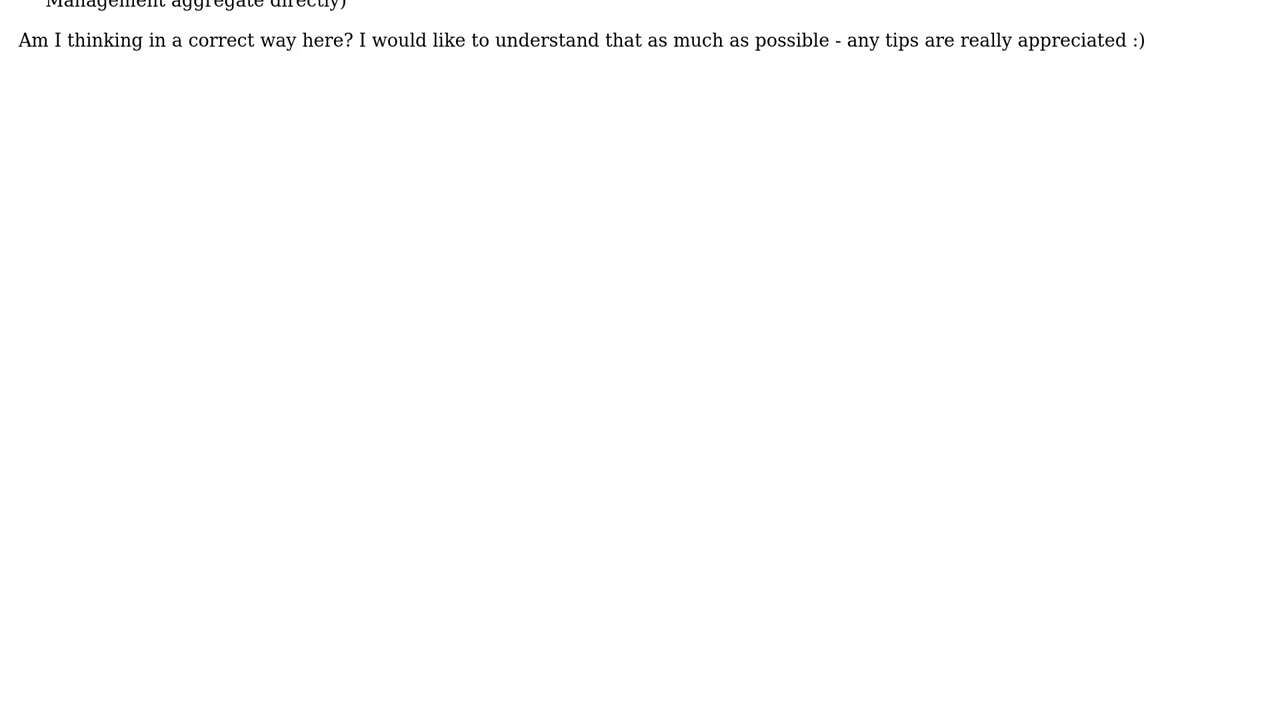 Management aggregate directly)
Am I thinking in a correct way here? I would like to understand that as much as possible - any tips are really appreciated :)